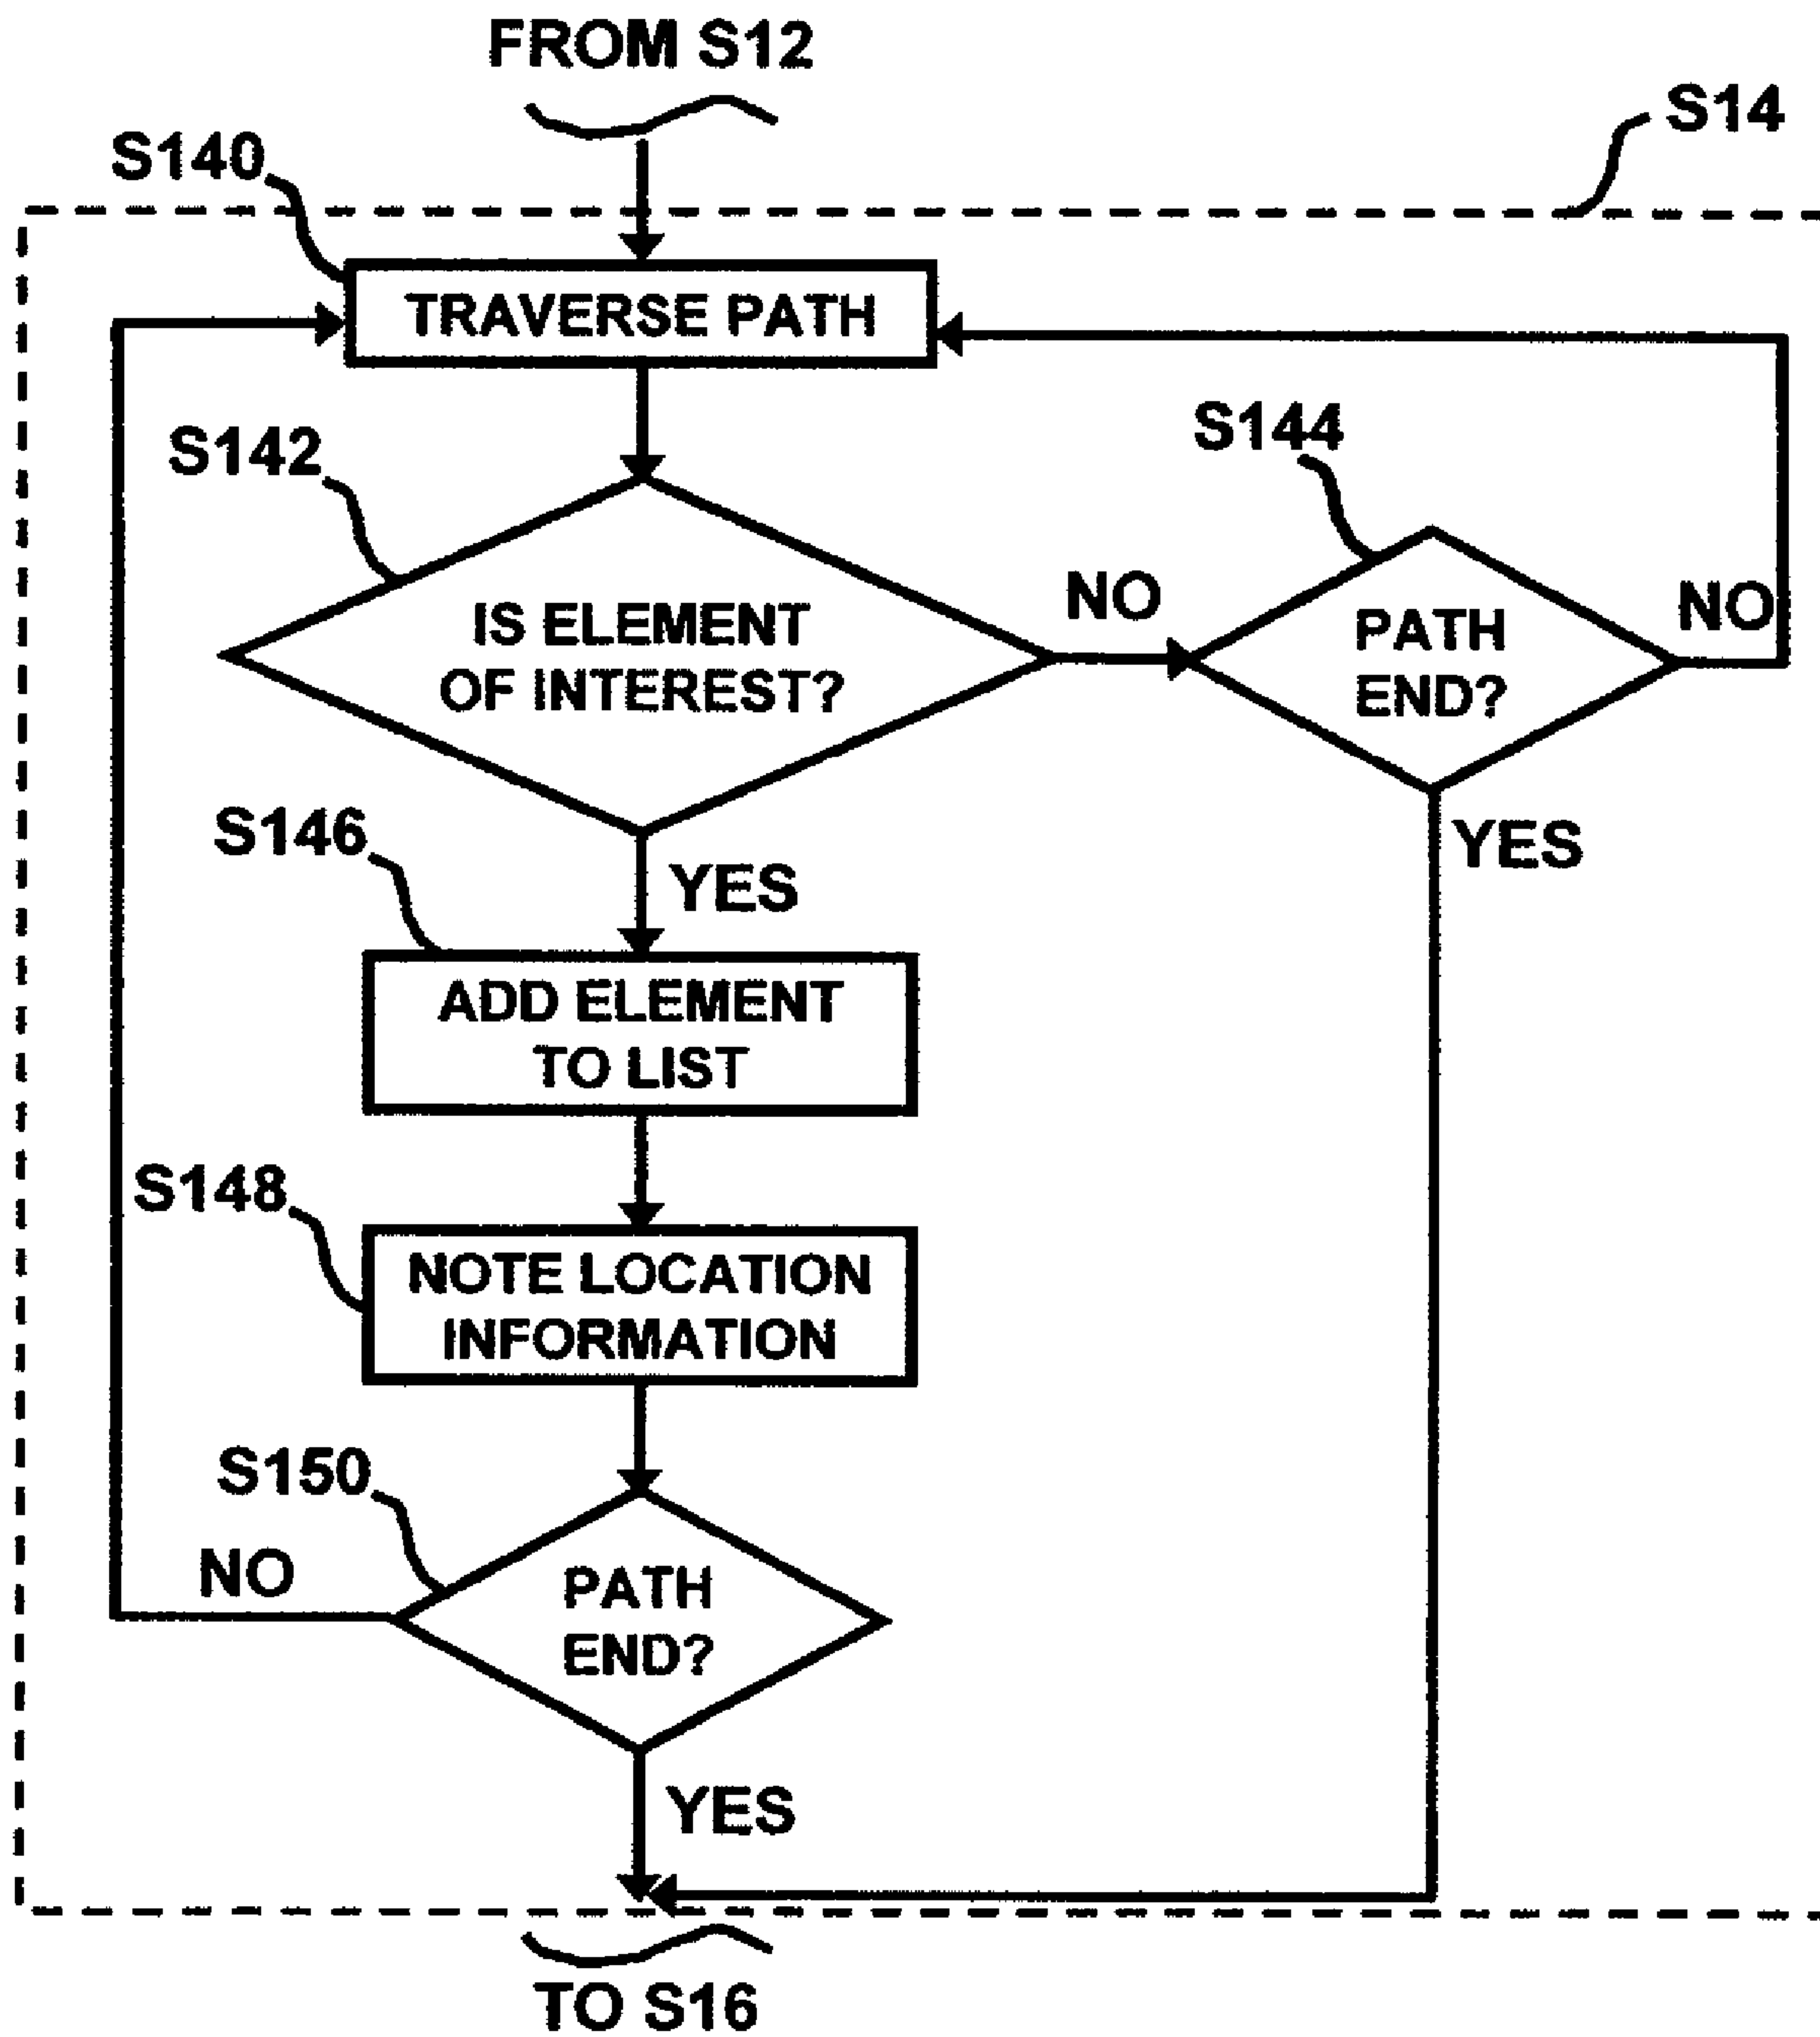 FROM S12
S14
S140
TRAVERSE PATH
S142
S144
IS ELEMENT
OF INTEREST?
NO
PATH
END?
NO
S146
YES
YES
ADD ELEMENT
TO LIST
S148
NOTE LOCATION
INFORMATION
S150
NO
PATH
END?
YES
TO S16